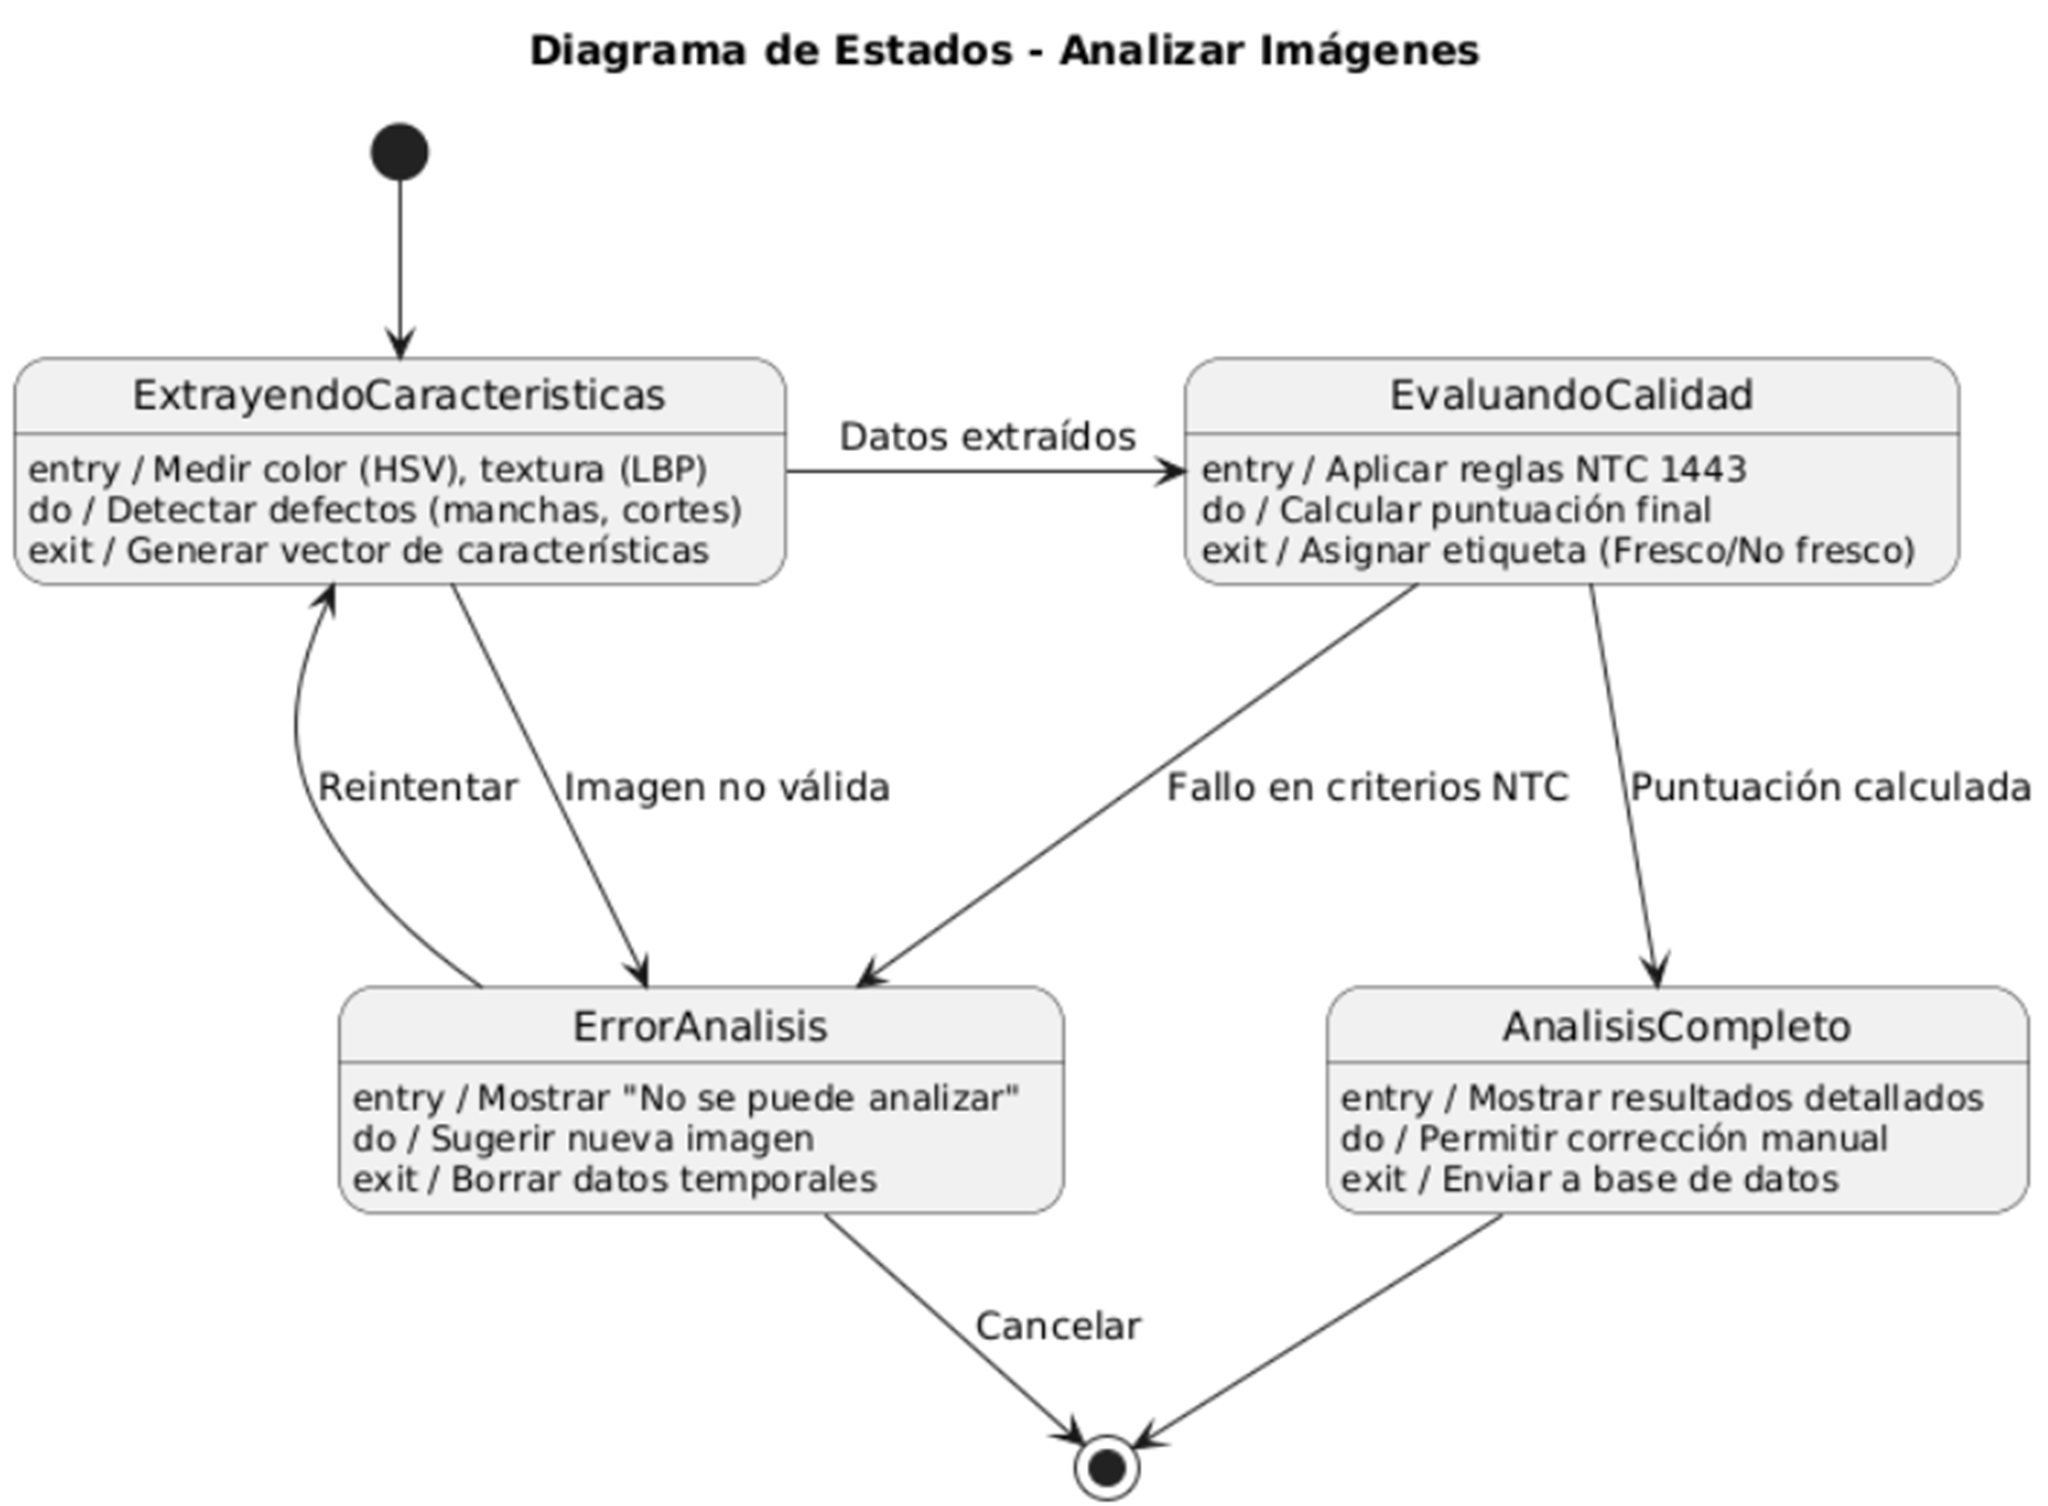 Diagrama de Estados - Analizar Imágenes
ExtrayendoCaracteristicas
entry / Medir color (HSV), textura (LBP)
do / Detectar defectos (manchas, cortes)
exit / Generar vector de características
Datos extraídos
EvaluandoCalidad
entry / Aplicar reglas NTC 1443
do / Calcular puntuación final
exit / Asignar etiqueta (Fresco/No fresco)
Reintentar
Imagen no válida
Fallo en criterios NTC
Puntuación calculada
ErrorAnalisis
entry / Mostrar "No se puede analizar"
do / Sugerir nueva imagen
exit / Borrar datos temporales
AnalisisCompleto
entry / Mostrar resultados detallados
do / Permitir corrección manual
exit / Enviar a base de datos
Cancelar